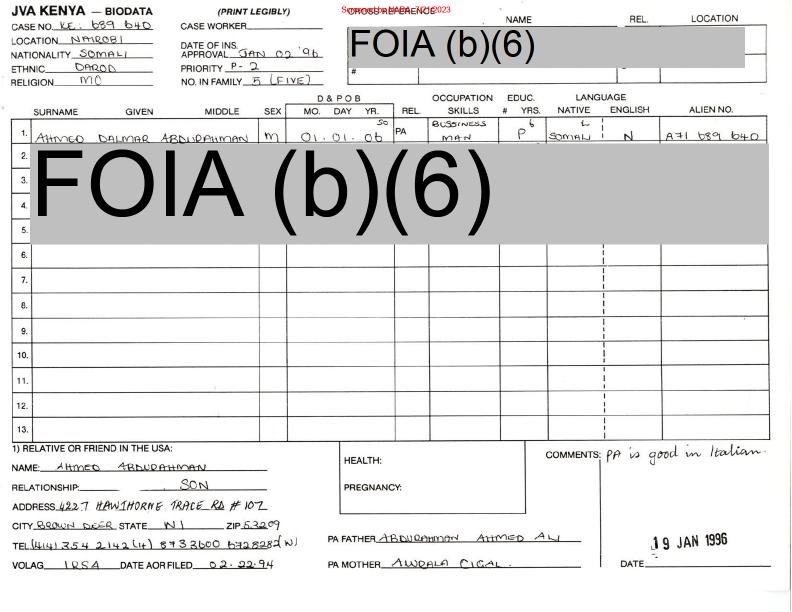 JVA KENYA — BIODATA (PRINT LEGIBLY) CROSS REFERENCE
CASE NO. KE: 689 640 CASE WORKER NAME REL. LOCATION
LOCATION NAIROBI
NATIONALITY SOMALI
ETHNIC DAROD
RELIGION MO
DATE OF INS.
APPROVAL JAN 02 '96
PRIORITY P-2
NO. IN FAMILY 5 (FIVE)
FOIA (b)(6)
#
D & POB OCCUPATION EDUC. LANGUAGE
SURNAME GIVEN MIDDLE SEX MO. DAY YR. REL. SKILLS # YRS. NATIVE ENGLISH ALIEN NO.
1. AHMED DALMAR ABDURAHMAN M 01.01.06 50 PA BUSSINESS MAN P 6 SOMALI L N A71 689 640
2.
FOIA (b)(6)
3.
4.
5.
6.
7.
8.
9.
10.
11.
12.
13.
1) RELATIVE OR FRIEND IN THE USA:
NAME: AHMED ABDURAHMAN
RELATIONSHIP: SON
ADDRESS 4227 HAWTHORNE TRACE RD # 107
CITY BROWN DEER STATE WI ZIP 53209
TEL (414) 354 2142 (H) 8733600 6728282 (W)
VOLAG IRSA DATE AOR FILED 02.22.94
HEALTH:
PREGNANCY:
PA FATHER ABDURAHMAN AHMED ALI
PA MOTHER AWRALA CIGAL
COMMENTS: PA is good in Italian.
19 JAN 1996
DATE